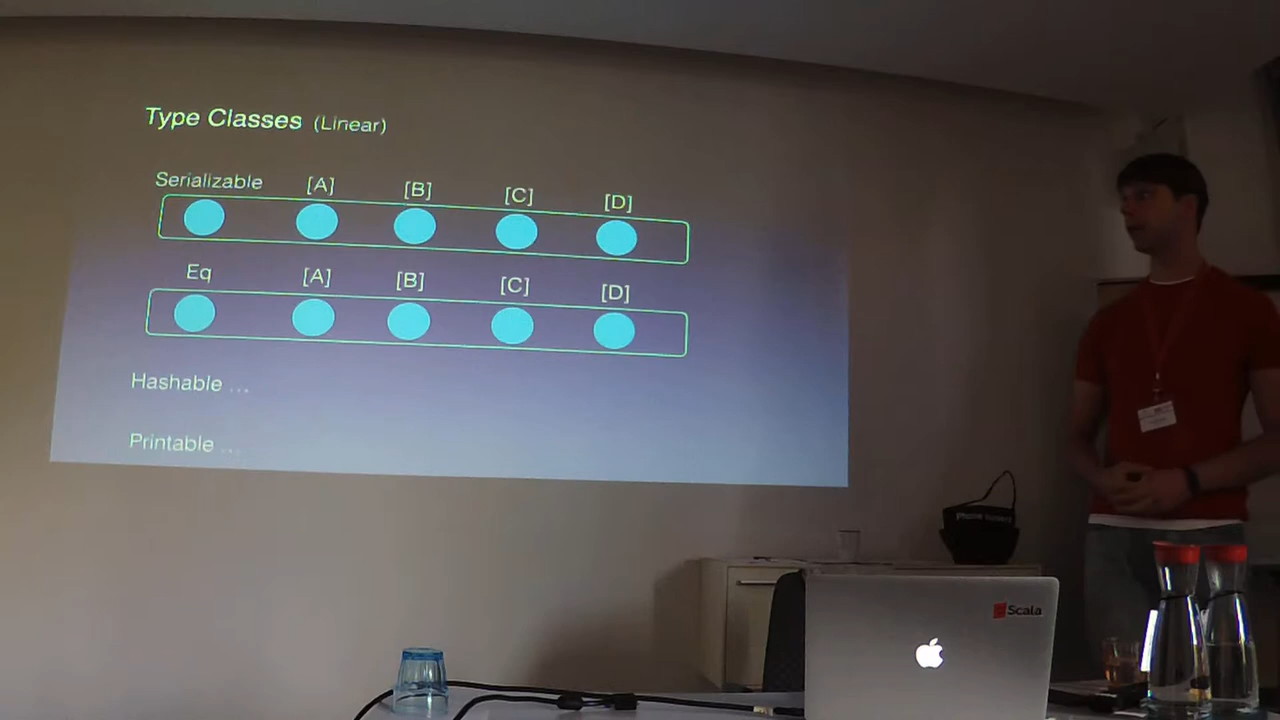 Type Classes (Linear)
Serializable [A] [B] [C] [D]
Eq [A] [B] [C] [D]
Hashable ...
Printable ...
Scala